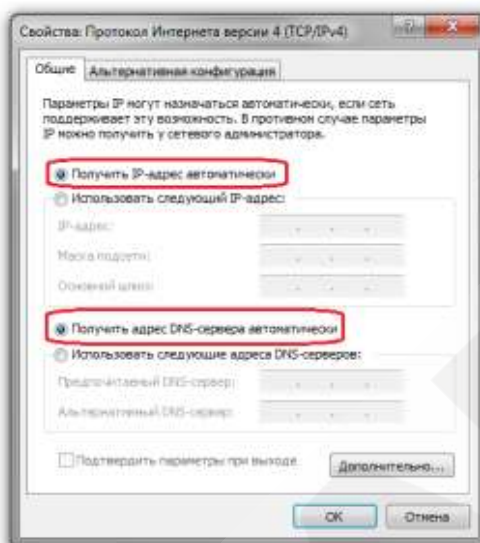 Свойства: Протокол Интернета версии 4 (TCP/IPv4)
Общие Альтернативная конфигурация
Параметры IP могут назначаться автоматически, если сеть
поддерживает эту возможность. В противном случае параметры
IP можно получить у сетевого администратора.
Получить IP-адрес автоматически
Использовать следующий IP-адрес:
IP-адрес:
Маска подсети:
Основной шлюз:
Получить адрес DNS-сервера автоматически
Использовать следующие адреса DNS-серверов:
Предпочитаемый DNS-сервер:
Альтернативный DNS-сервер:
Подтвердить параметры при выходе
Дополнительно...
ОК Отмена